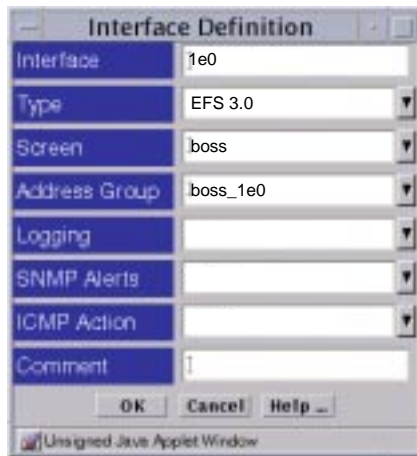 Interface Definition
Interface 1e0
Type EFS 3.0
Screen boss
Address Group boss_1e0
Logging
SNMP Alerts
ICMP Action
Comment
OK Cancel Help ...
Unsigned Java Applet Window